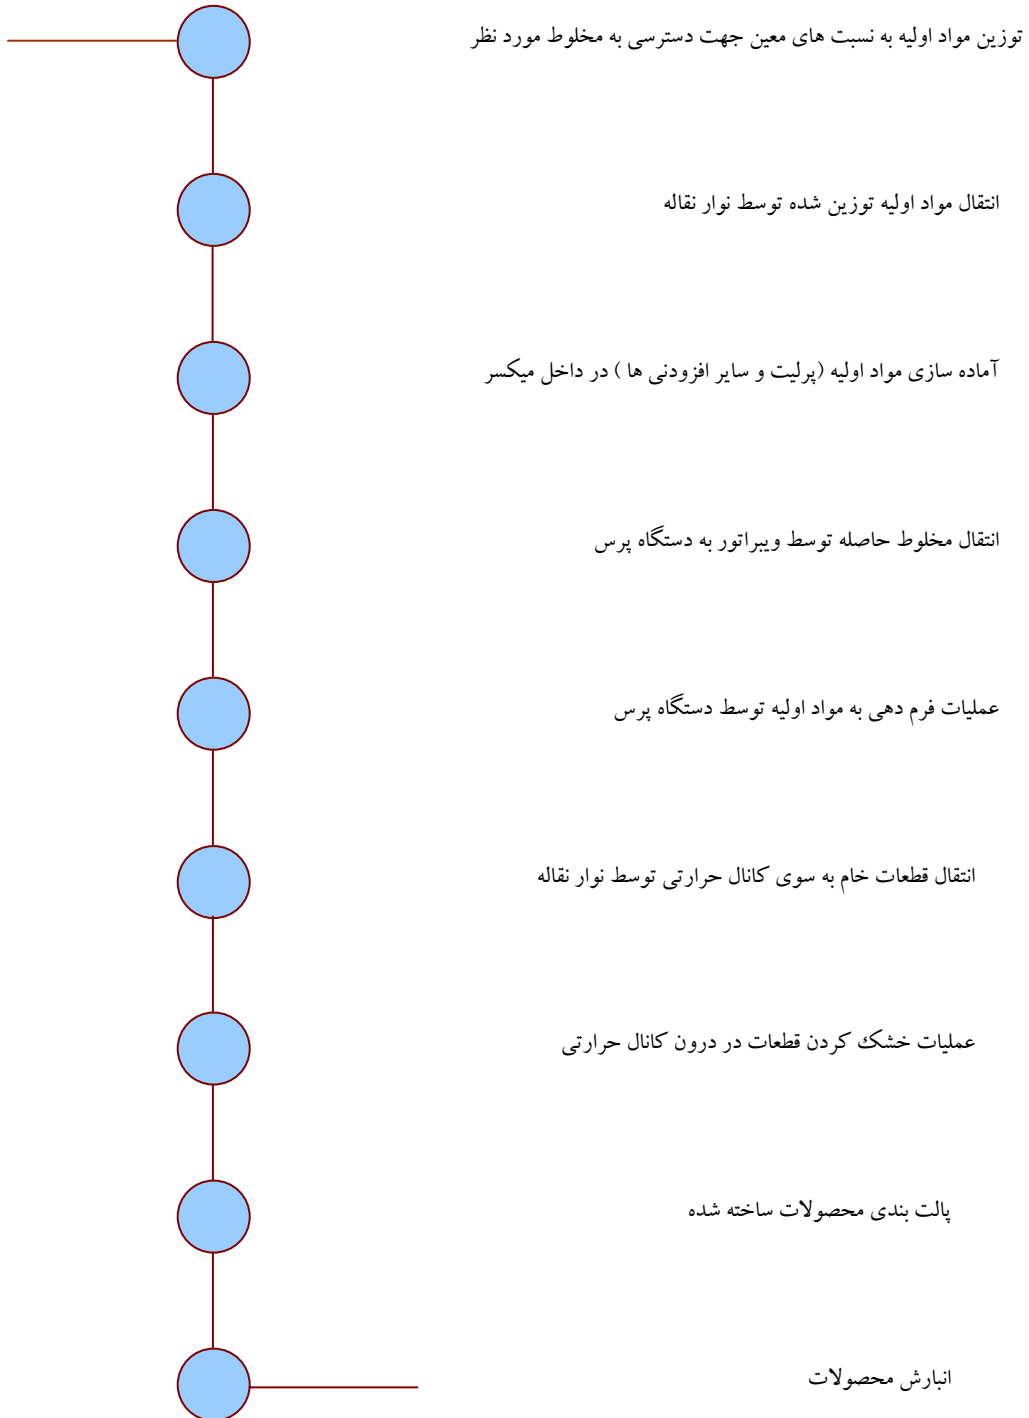 توزین مواد اولیه به نسبت های معین جهت دسترسی به مخلوط مورد نظر
انتقال مواد اولیه توزین شده توسط نوار نقاله
آماده سازی مواد اولیه (پرلیت و سایر افزودنی ها ) در داخل میکسر
انتقال مخلوط حاصله توسط ویبراتور به دستگاه پرس
عملیات فرم دهی به مواد اولیه توسط دستگاه پرس
انتقال قطعات خام به سوی کانال حرارتی توسط نوار نقاله
عملیات خشک کردن قطعات در درون کانال حرارتی
پالت بندی محصولات ساخته شده
انبارش محصولات